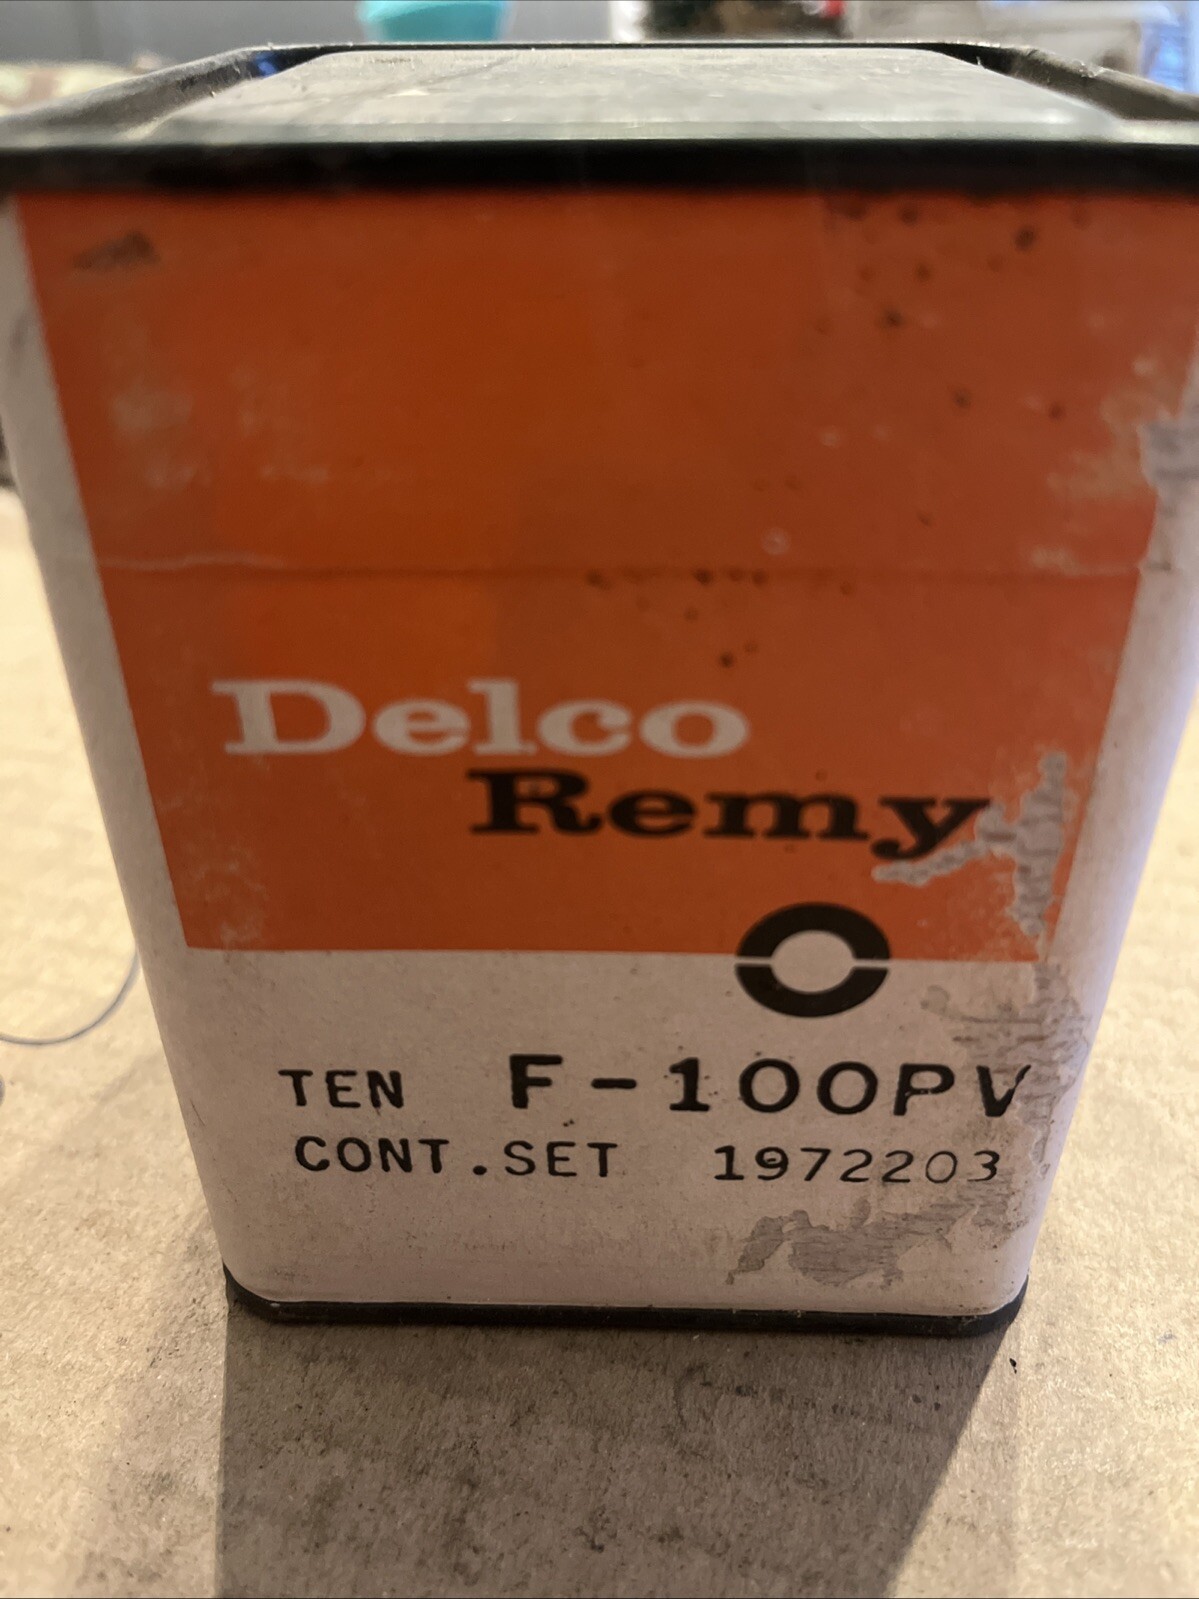 Delco
Remy
TEN F-100PV
CONT.SET 1972203